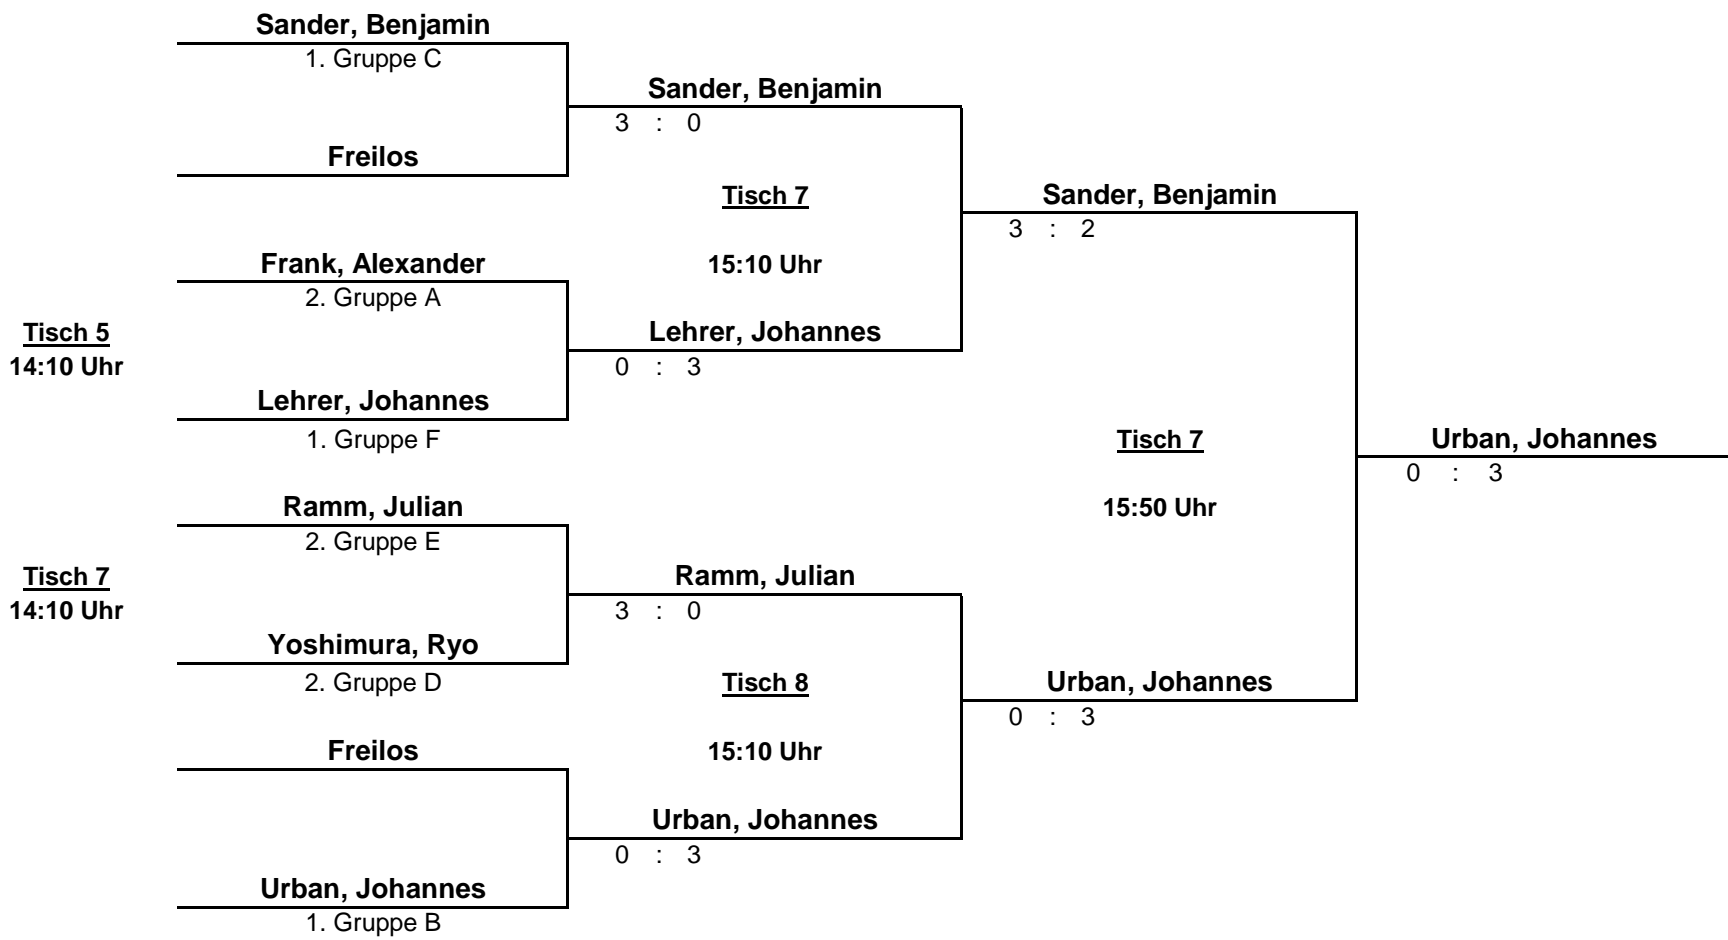 Sander, Benjamin
1. Gruppe C
Sander, Benjamin
3 : 0
Freilos
Tisch 7
Sander, Benjamin
3 : 2
Frank, Alexander
15:10 Uhr
2. Gruppe A
Tisch 5
Lehrer, Johannes
14:10 Uhr
0 : 3
Lehrer, Johannes
1. Gruppe F
Tisch 7
Urban, Johannes
0 : 3
Ramm, Julian
15:50 Uhr
2. Gruppe E
Tisch 7
Ramm, Julian
14:10 Uhr
3 : 0
Yoshimura, Ryo
2. Gruppe D
Tisch 8
Urban, Johannes
0 : 3
Freilos
15:10 Uhr
Urban, Johannes
0 : 3
Urban, Johannes
1. Gruppe B